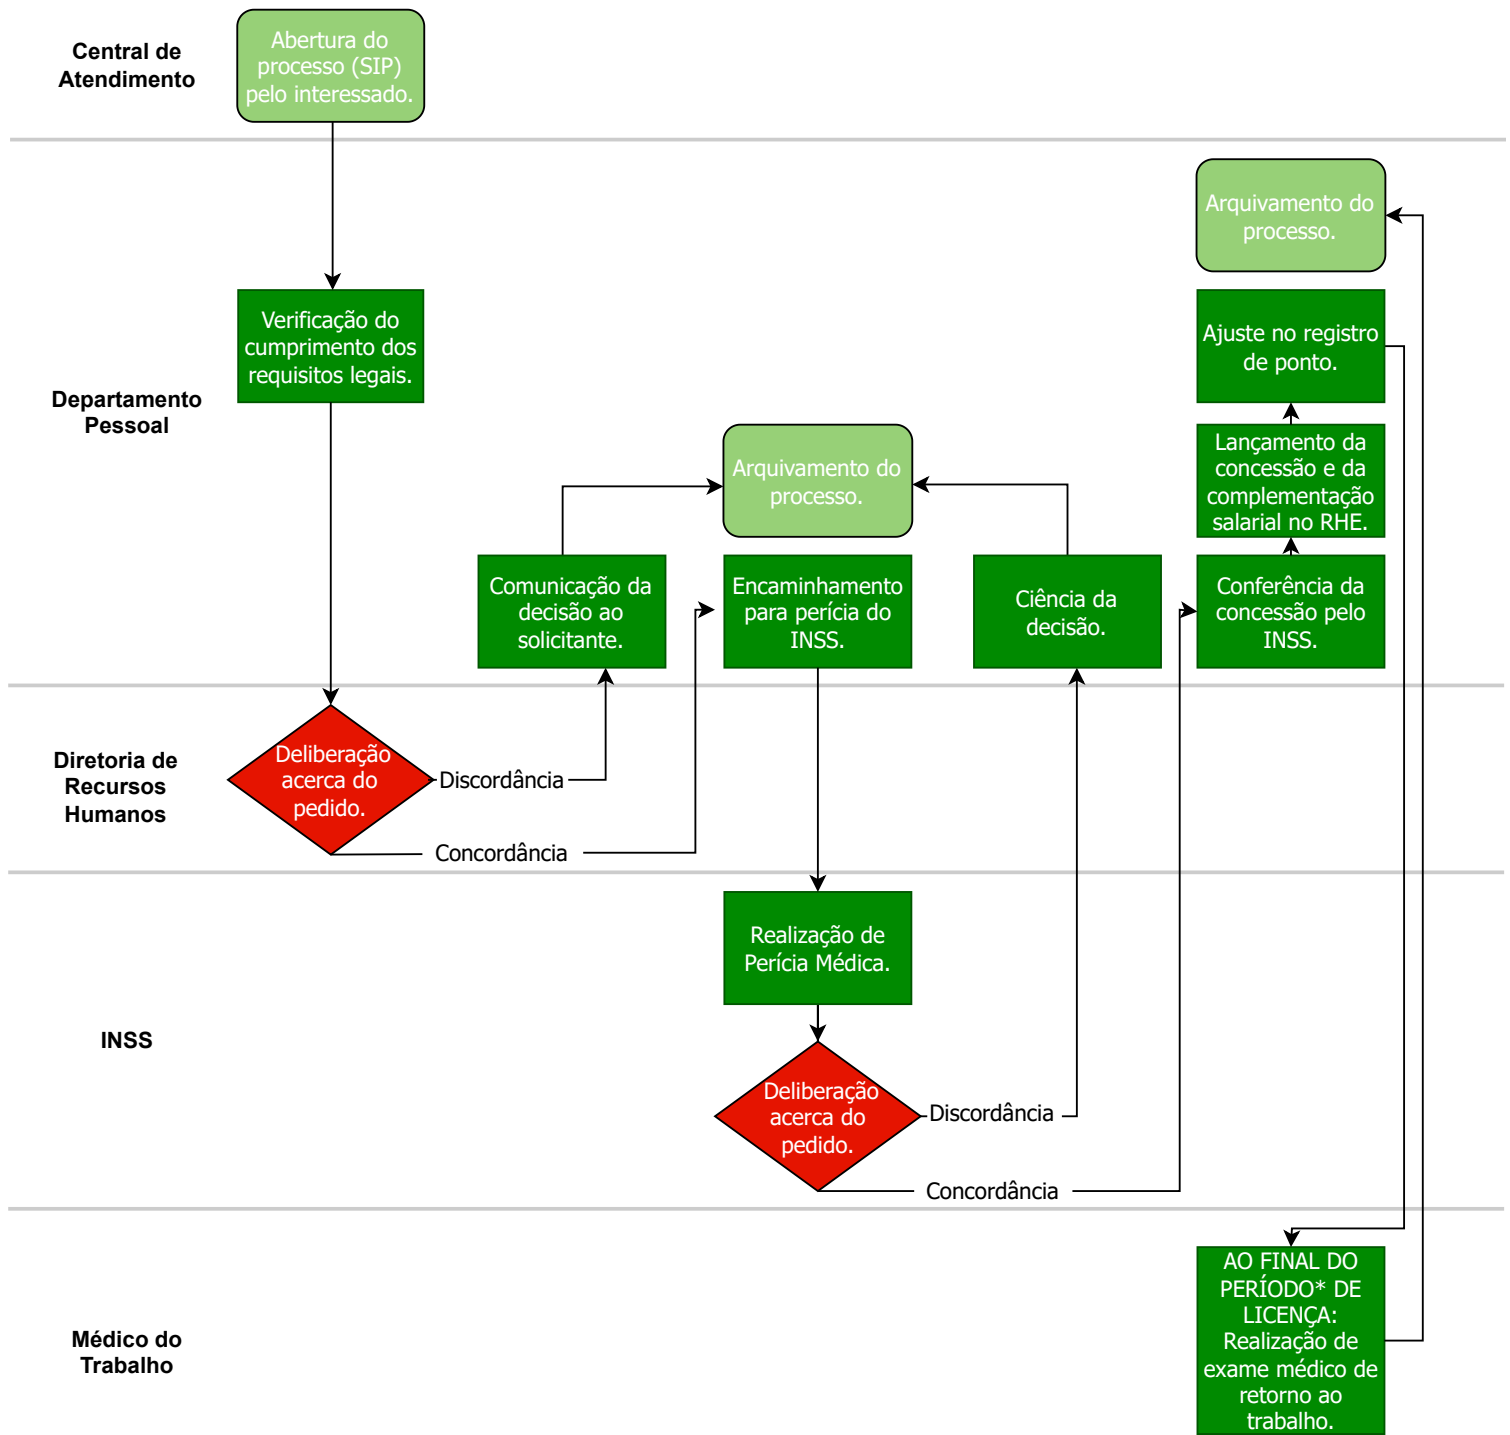 Central de
Atendimento
Abertura do
processo (SIP)
pelo interessado.
Departamento
Pessoal
Verificação do
cumprimento dos
requisitos legais.
Comunicação da
decisão ao
solicitante.
Arquivamento do
processo.
Encaminhamento
para perícia do
INSS.
Ciência da
decisão.
Arquivamento do
processo.
Ajuste no registro
de ponto.
Lançamento da
concessão e da
complementação
salarial no RHE.
Conferência da
concessão pelo
INSS.
Diretoria de
Recursos
Humanos
Deliberação
acerca do
pedido.
Discordância
Concordância
INSS
Realização de
Perícia Médica.
Deliberação
acerca do
pedido.
Discordância
Concordância
Médico do
Trabalho
AO FINAL DO
PERÍODO* DE
LICENÇA:
Realização de
exame médico de
retorno ao
trabalho.